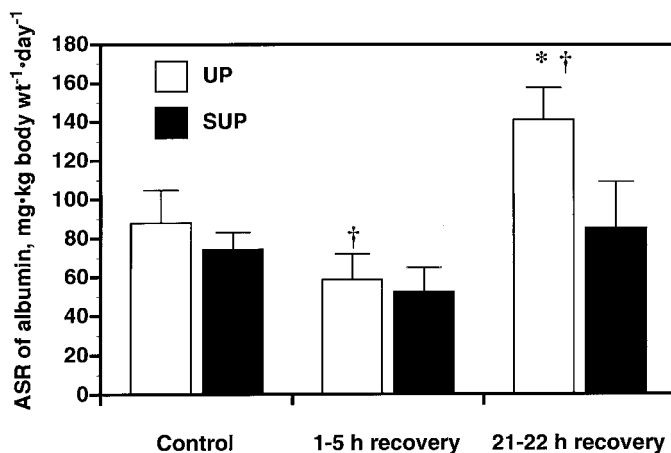 ASR of albumin, mg·kg body wt⁻¹·day⁻¹
180
160
140
120
100
80
60
40
20
0
UP
SUP
†
* †
Control
1-5 h recovery
21-22 h recovery